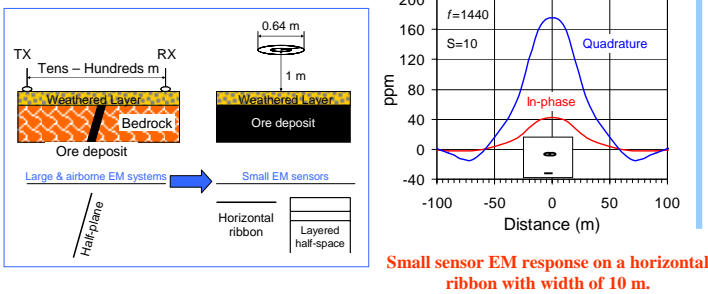 0.64 m
TX
RX
Tens – Hundreds m
1 m
Weathered Layer
Bedrock
Ore deposit
Weathered Layer
Ore deposit
Large & airborne EM systems
Small EM sensors
Half-plane
Horizontal
ribbon
Layered
half-space
200
160
120
80
40
0
-40
ppm
f=1440
S=10
Quadrature
In-phase
-100 -50 0 50 100
Distance (m)
Small sensor EM response on a horizontal
ribbon with width of 10 m.